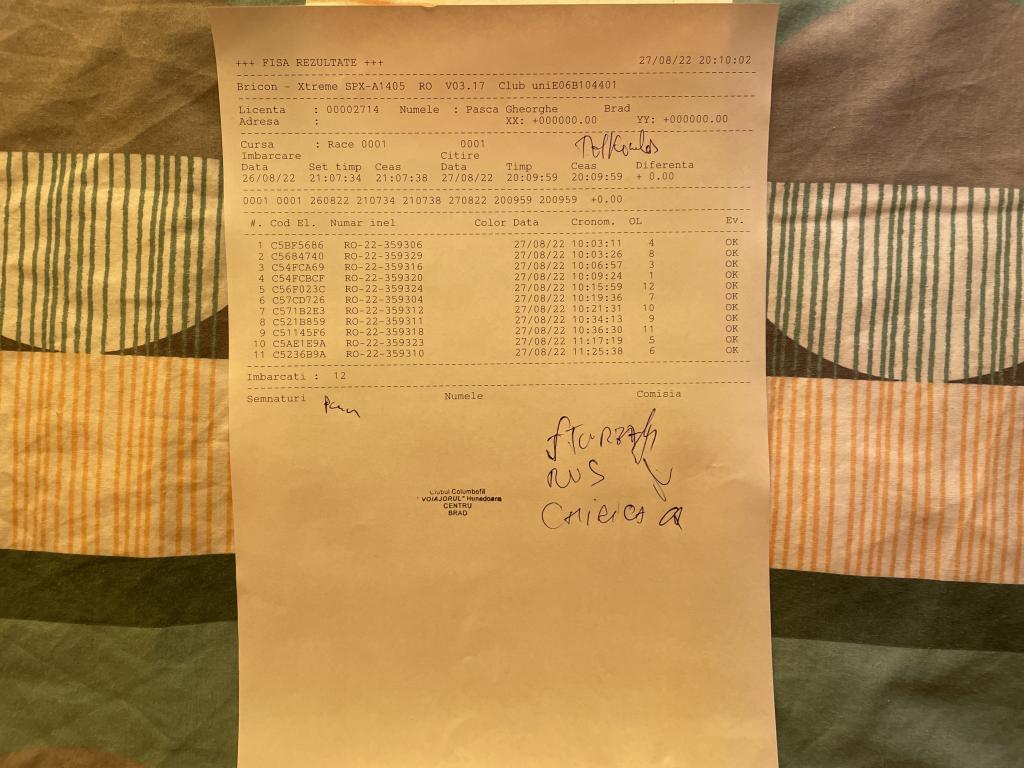 +++ FISA REZULTATE +++ 27/08/22 20:10:02
Bricon - Xtreme SPX-A1405 RO V03.17 Club uniE06B104401
Licenta : 00002714 Numele : Pasca Gheorghe Brad
Adresa : XX: +000000.00 YY: +000000.00
Cursa : Race 0001 0001
Imbarcare Citire
Data Set timp Ceas Data Timp Ceas Diferenta
26/08/22 21:07:34 21:07:38 27/08/22 20:09:59 20:09:59 + 0.00
0001 0001 260822 210734 210738 270822 200959 200959 +0.00
#. Cod El. Numar inel Color Data Cronom. OL Ev.
1 C5BF5686 RO-22-359306 27/08/22 10:03:11 4 OK
2 C5684740 RO-22-359329 27/08/22 10:03:26 8 OK
3 C54FCA69 RO-22-359316 27/08/22 10:06:57 3 OK
4 C54FCBCF RO-22-359320 27/08/22 10:09:24 1 OK
5 C56F023C RO-22-359324 27/08/22 10:15:59 12 OK
6 C57CD726 RO-22-359304 27/08/22 10:19:36 7 OK
7 C571B2E3 RO-22-359312 27/08/22 10:21:31 10 OK
8 C521B859 RO-22-359311 27/08/22 10:34:13 9 OK
9 C51145F6 RO-22-359318 27/08/22 10:36:30 11 OK
10 C5AE1E9A RO-22-359323 27/08/22 11:17:19 5 OK
11 C5236B9A RO-22-359310 27/08/22 11:25:38 6 OK
Imbarcati : 12
Semnaturi Numele Comisia
RUS
CHIRICA
Clubul Columbofil
"VOIAJORUL" Hunedoara
CENTRU
BRAD